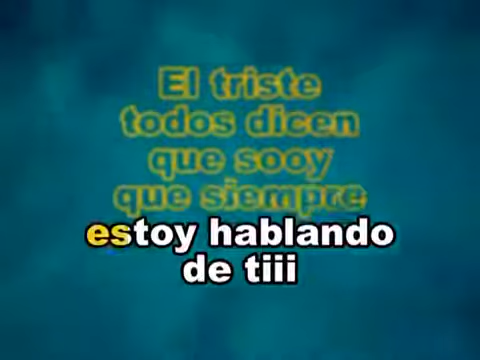 El triste
todos dicen
que sooy
que siempre
estoy hablando
de tiii